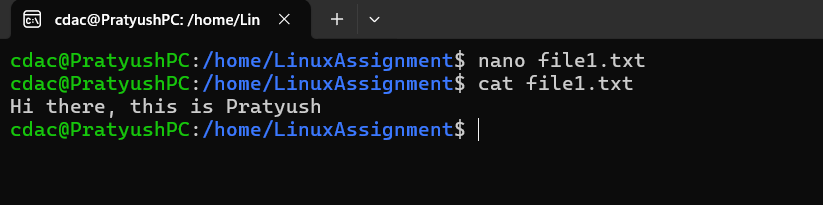 cdac@PratyushPC: /home/Lin
cdac@PratyushPC:/home/LinuxAssignment$ nano file1.txt
cdac@PratyushPC:/home/LinuxAssignment$ cat file1.txt
Hi there, this is Pratyush
cdac@PratyushPC:/home/LinuxAssignment$